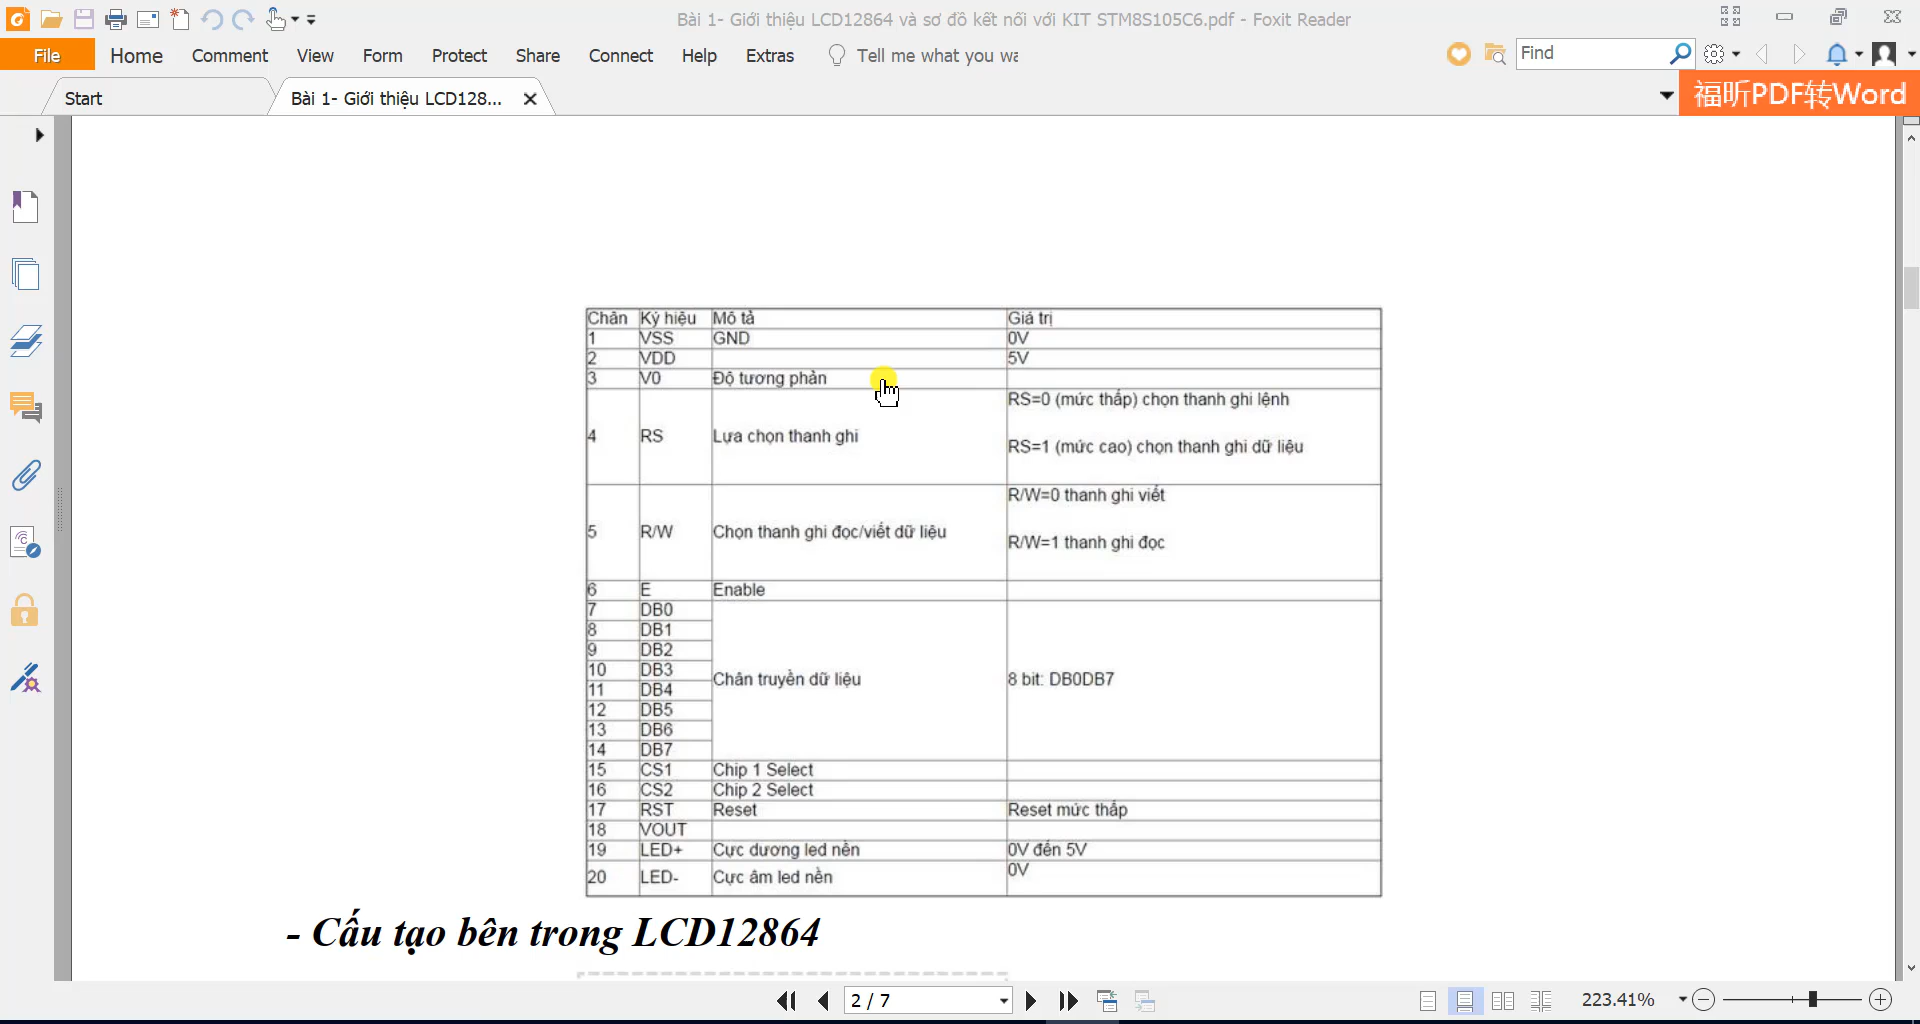 Bài 1- Giới thiệu LCD12864 và sơ đồ kết nối với KIT STM8S105C6.pdf - Foxit Reader
File Home Comment View Form Protect Share Connect Help Extras Tell me what you wa
Find
Start
Bài 1- Giới thiệu LCD128...
福昕PDF转Word
Chân Ký hiệu Mô tả Giá trị
1 VSS GND 0V
2 VDD 5V
3 V0 Độ tương phản
4 RS Lựa chọn thanh ghi
RS=0 (mức thấp) chọn thanh ghi lệnh
RS=1 (mức cao) chọn thanh ghi dữ liệu
5 R/W Chọn thanh ghi đọc/viết dữ liệu
R/W=0 thanh ghi viết
R/W=1 thanh ghi đọc
6 E Enable
7 DB0
8 DB1
9 DB2
10 DB3
11 DB4
12 DB5
13 DB6
14 DB7
Chân truyền dữ liệu
8 bit: DB0DB7
15 CS1 Chip 1 Select
16 CS2 Chip 2 Select
17 RST Reset Reset mức thấp
18 VOUT
19 LED+ Cực dương led nền 0V đến 5V
20 LED- Cực âm led nền 0V
- Cấu tạo bên trong LCD12864
2 / 7
223.41%